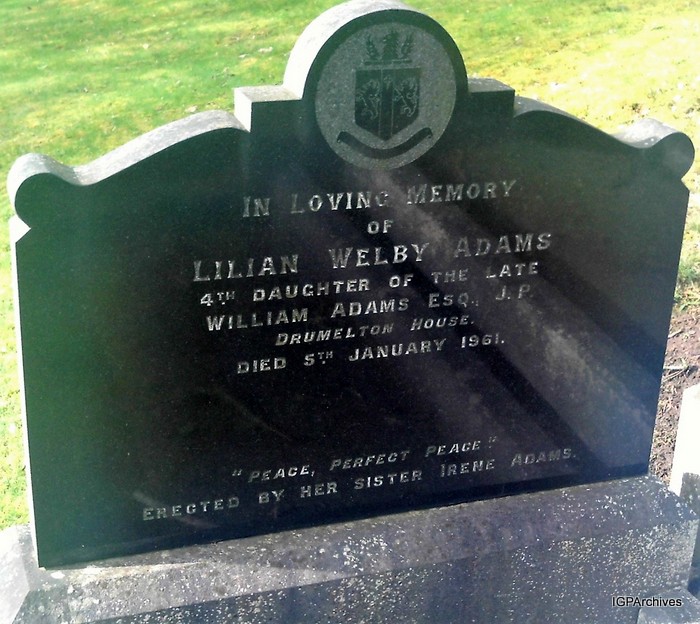 In Loving Memory
of
Lilian Welby Adams
4th Daughter of the late
William Adams Esq., J.P.
Drumelton House.
Died 5th January 1961.
"Peace, Perfect Peace"
Erected by her sister Irene Adams.
IGPArchives